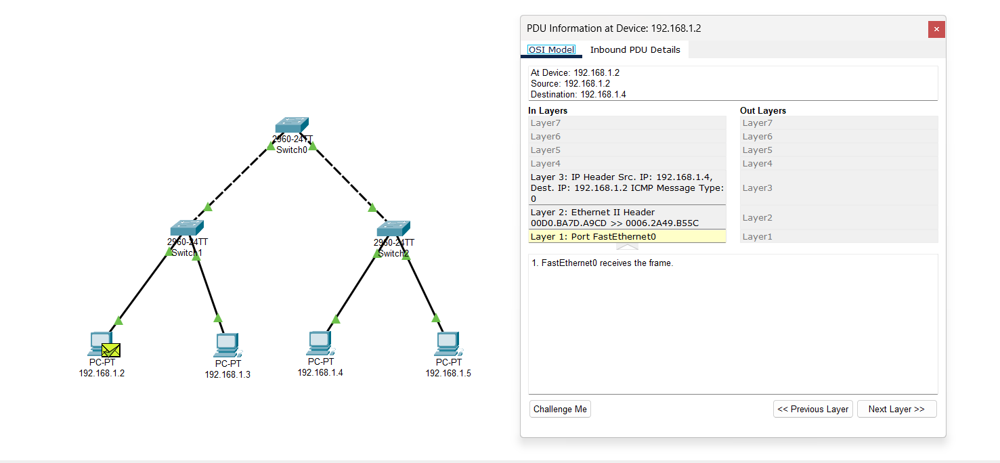 2960-24TT
Switch0
2960-24TT
Switch1
2960-24TT
Switch2
PC-PT
192.168.1.2
PC-PT
192.168.1.3
PC-PT
192.168.1.4
PC-PT
192.168.1.5
PDU Information at Device: 192.168.1.2
OSI Model Inbound PDU Details
At Device: 192.168.1.2
Source: 192.168.1.2
Destination: 192.168.1.4
In Layers
Layer7
Layer6
Layer5
Layer4
Layer 3: IP Header Src. IP: 192.168.1.4,
Dest. IP: 192.168.1.2 ICMP Message Type:
0
Layer 2: Ethernet II Header
00D0.BA7D.A9CD >> 0006.2A49.B55C
Layer 1: Port FastEthernet0
Out Layers
Layer7
Layer6
Layer5
Layer4
Layer3
Layer2
Layer1
1. FastEthernet0 receives the frame.
Challenge Me
<< Previous Layer
Next Layer >>